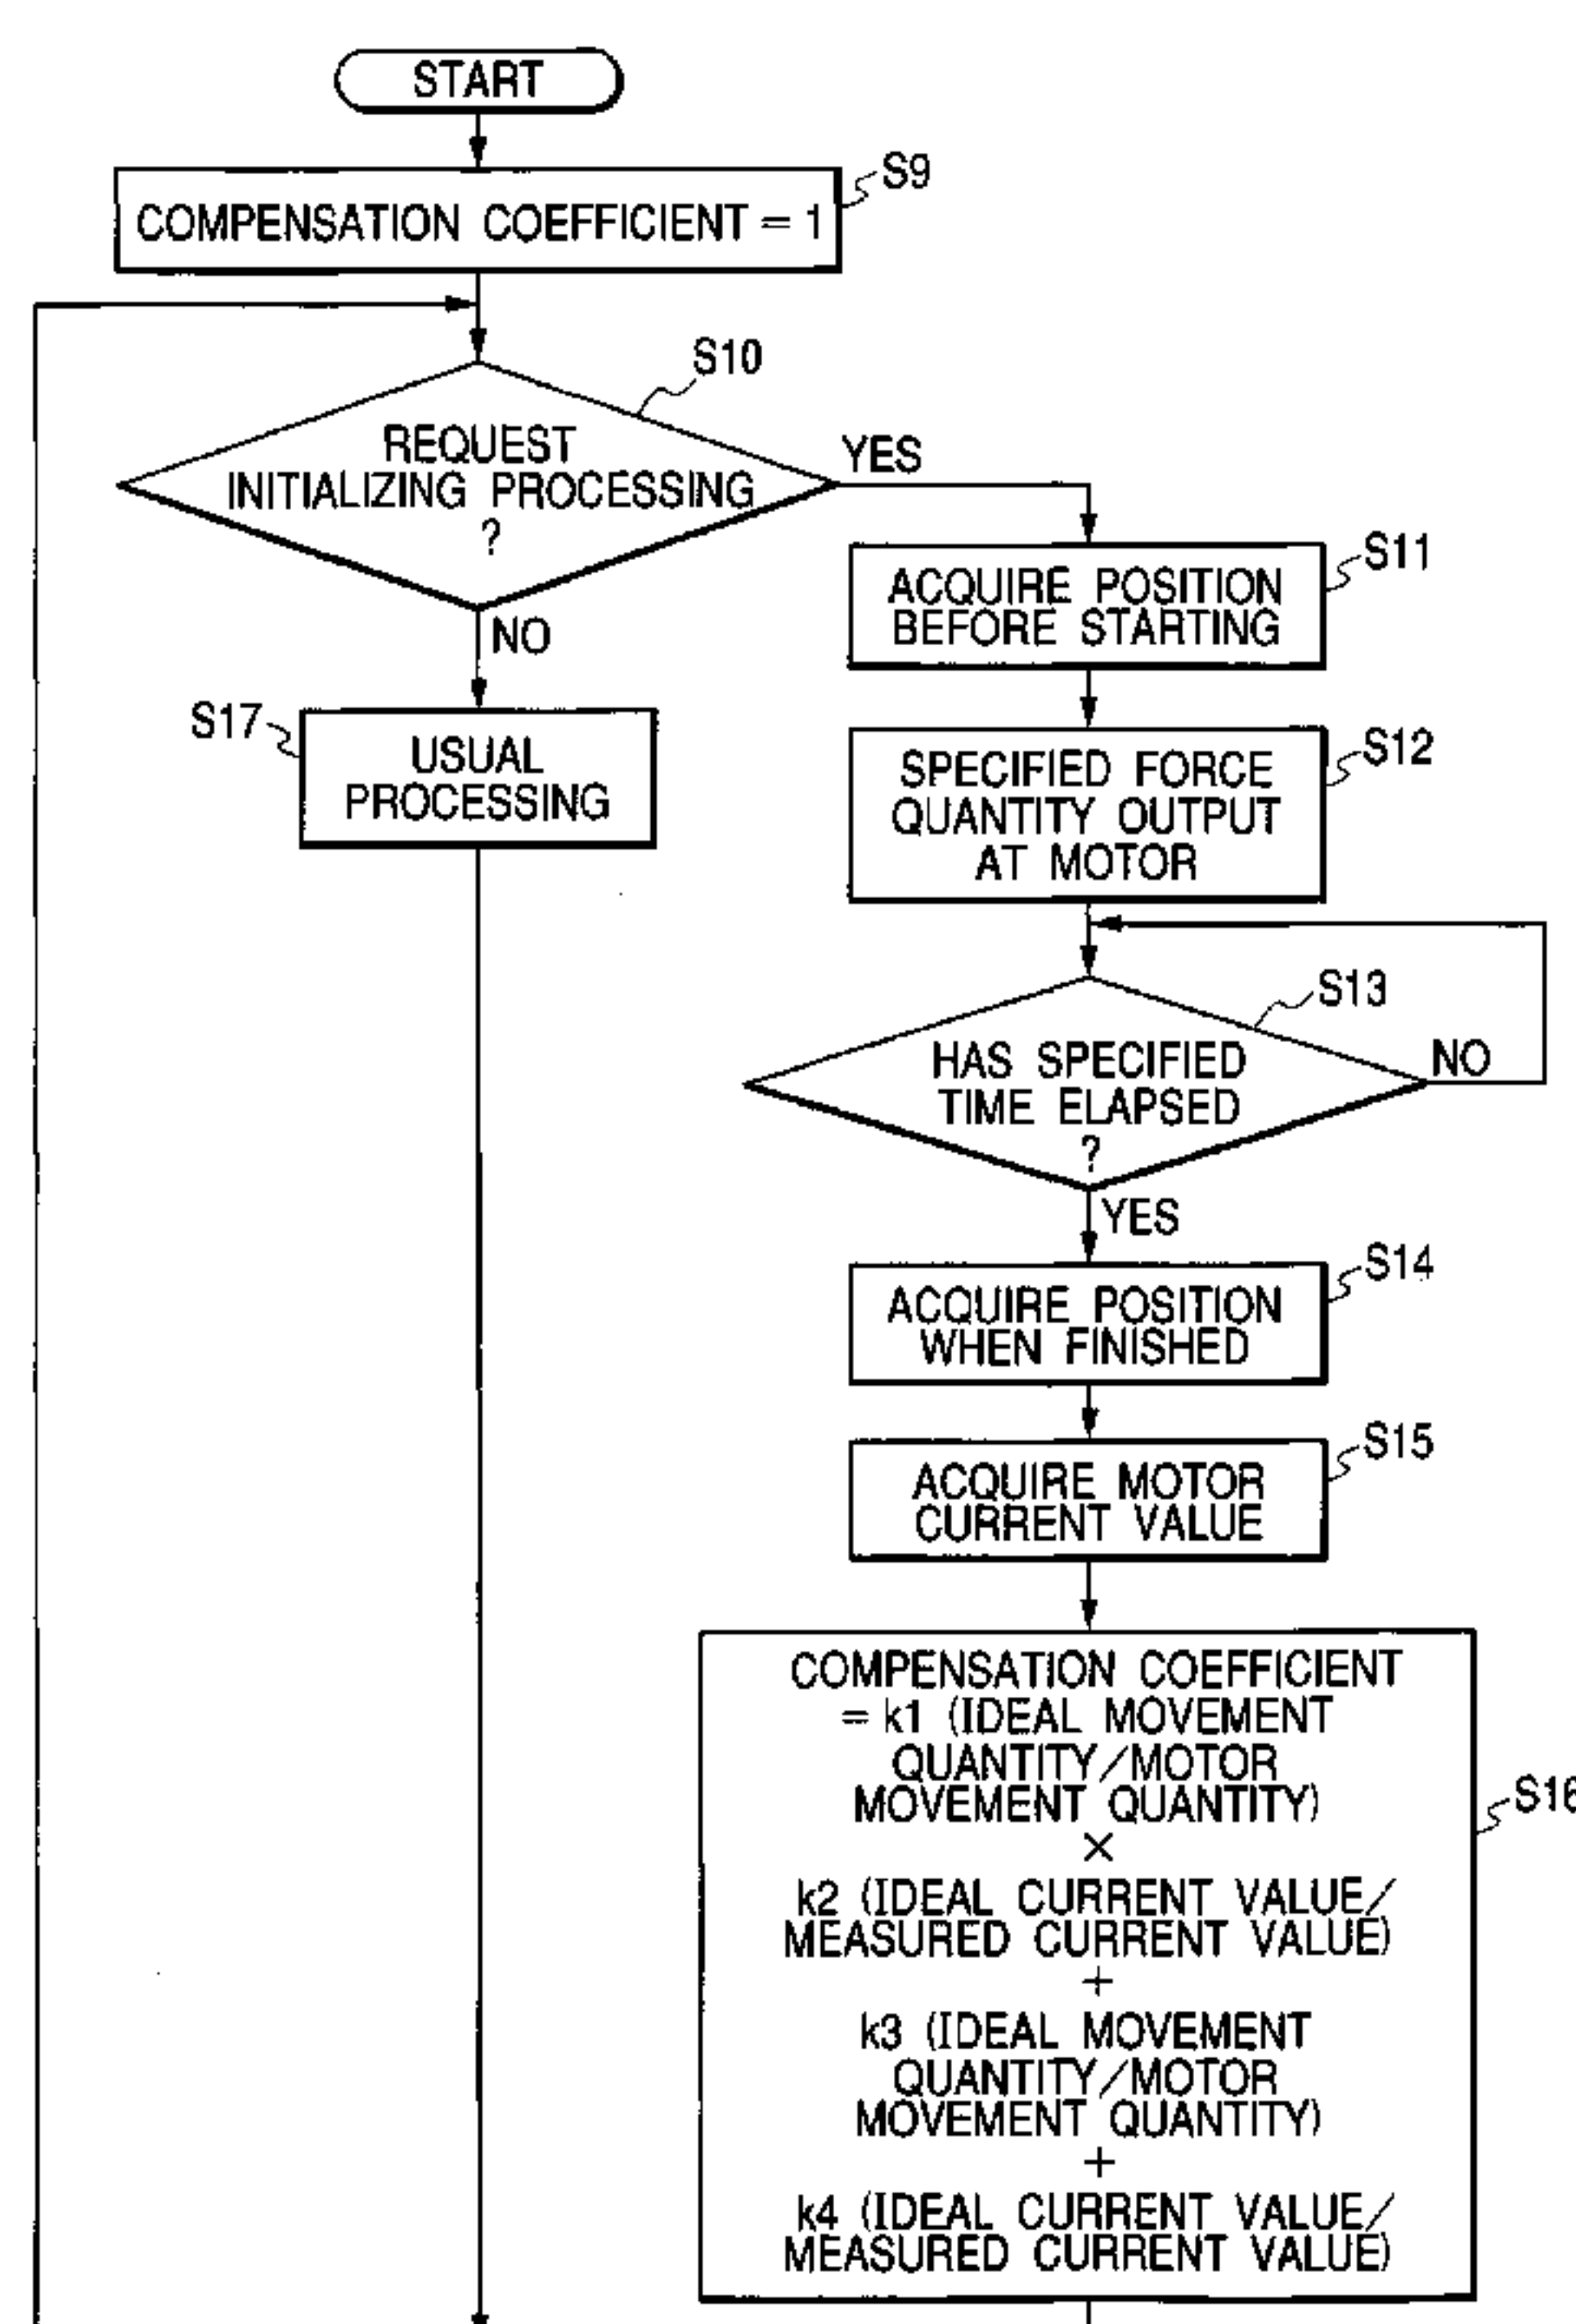 START
S9
COMPENSATION COEFFICIENT = 1
S10
REQUEST
INITIALIZING PROCESSING
?
YES
NO
S11
ACQUIRE POSITION
BEFORE STARTING
S17
USUAL
PROCESSING
S12
SPECIFIED FORCE
QUANTITY OUTPUT
AT MOTOR
S13
HAS SPECIFIED
TIME ELAPSED
?
NO
YES
S14
ACQUIRE POSITION
WHEN FINISHED
S15
ACQUIRE MOTOR
CURRENT VALUE
S16
COMPENSATION COEFFICIENT
= k1 (IDEAL MOVEMENT
QUANTITY/MOTOR
MOVEMENT QUANTITY)
×
k2 (IDEAL CURRENT VALUE/
MEASURED CURRENT VALUE)
+
k3 (IDEAL MOVEMENT
QUANTITY/MOTOR
MOVEMENT QUANTITY)
+
k4 (IDEAL CURRENT VALUE/
MEASURED CURRENT VALUE)